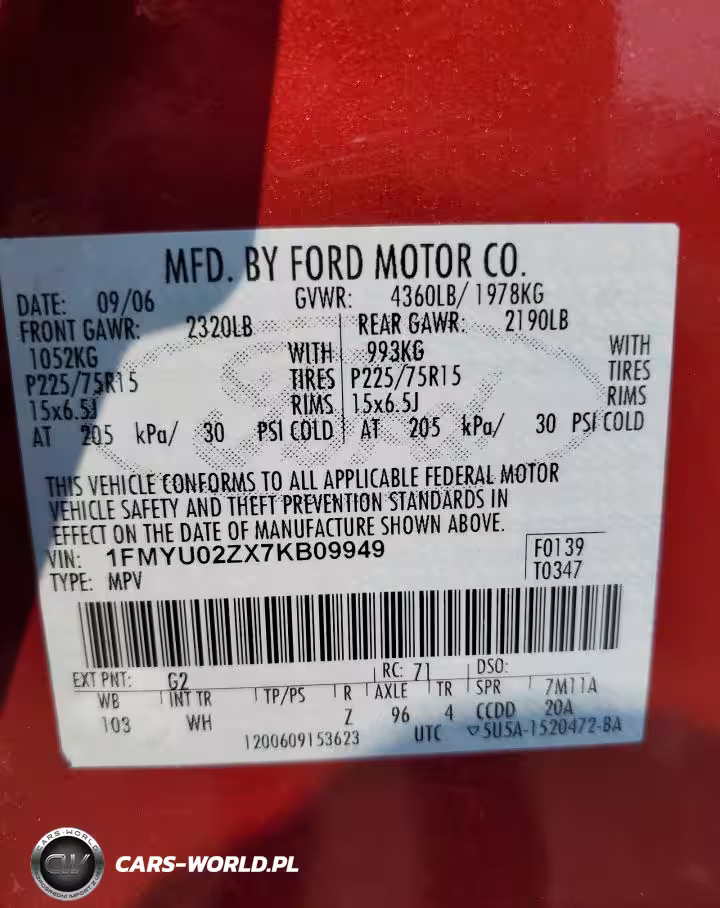 MFD. BY FORD MOTOR CO.
DATE: 09/06 GVWR: 4360LB/ 1978KG
FRONT GAWR: 2320LB REAR GAWR: 2190LB
1052KG WITH 993KG WITH
P225/75R15 TIRES P225/75R15 TIRES
15x6.5J RIMS 15x6.5J RIMS
AT 205 kPa/ 30 PSI COLD AT 205 kPa/ 30 PSI COLD
THIS VEHICLE CONFORMS TO ALL APPLICABLE FEDERAL MOTOR
VEHICLE SAFETY AND THEFT PREVENTION STANDARDS IN
EFFECT ON THE DATE OF MANUFACTURE SHOWN ABOVE.
VIN: 1FMYU02ZX7KB09949 F0139
TYPE: MPV T0347
EXT PNT: G2 RC: 71 DSO:
WB INT TR TP/PS R AXLE TR SPR 7M11A
103 WH Z 96 4 CCDD 20A
1200609153623 UTC ▽5U5A-1520472-BA
CARS-WORLD
CW
CARS-WORLD.PL